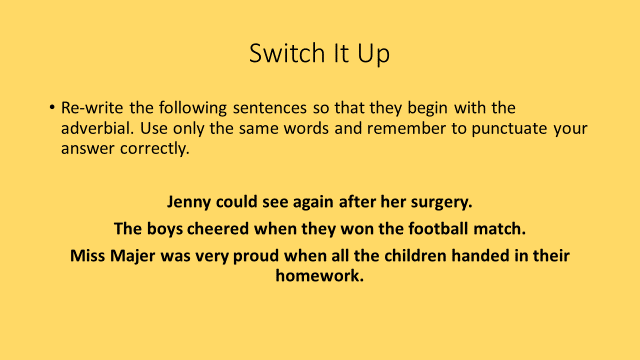 Switch It Up
• Re-write the following sentences so that they begin with the
adverbial. Use only the same words and remember to punctuate your
answer correctly.
Jenny could see again after her surgery.
The boys cheered when they won the football match.
Miss Majer was very proud when all the children handed in their
homework.